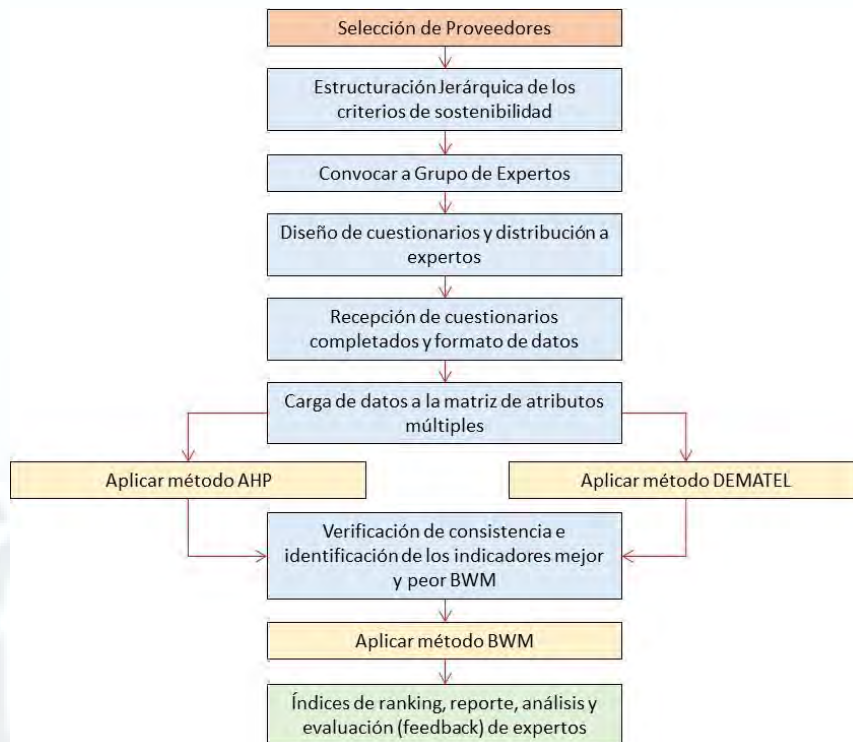 Selección de Proveedores
Estructuración Jerárquica de los
criterios de sostenibilidad
Convocar a Grupo de Expertos
Diseño de cuestionarios y distribución a
expertos
Recepción de cuestionarios
completados y formato de datos
Carga de datos a la matriz de atributos
múltiples
Aplicar método AHP
Aplicar método DEMATEL
Verificación de consistencia e
identificación de los indicadores mejor
y peor BWM
Aplicar método BWM
Índices de ranking, reporte, análisis y
evaluación (feedback) de expertos